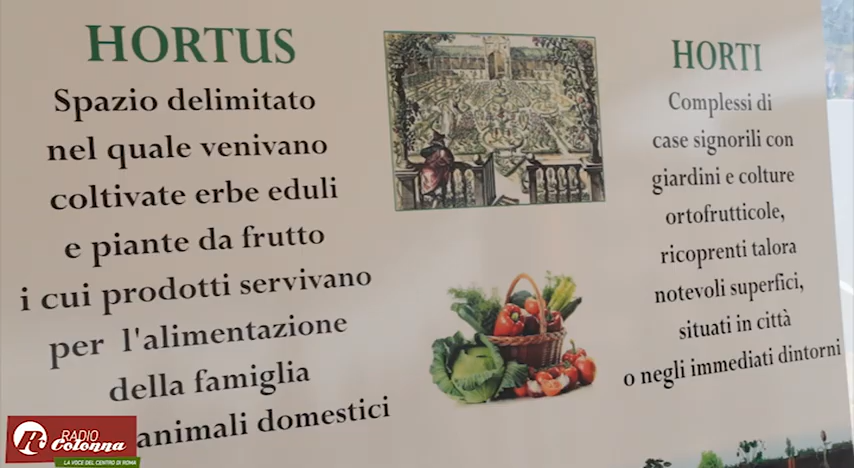 HORTUS
Spazio delimitato
nel quale venivano
coltivate erbe eduli
e piante da frutto
i cui prodotti servivano
per l'alimentazione
della famiglia
animali domestici
HORTI
Complessi di
case signorili con
giardini e colture
ortofrutticole,
ricoprenti talora
notevoli superfici,
situati in città
o negli immediati dintorni
RADIO
Colonna
LA VOCE DEL CENTRO DI ROMA